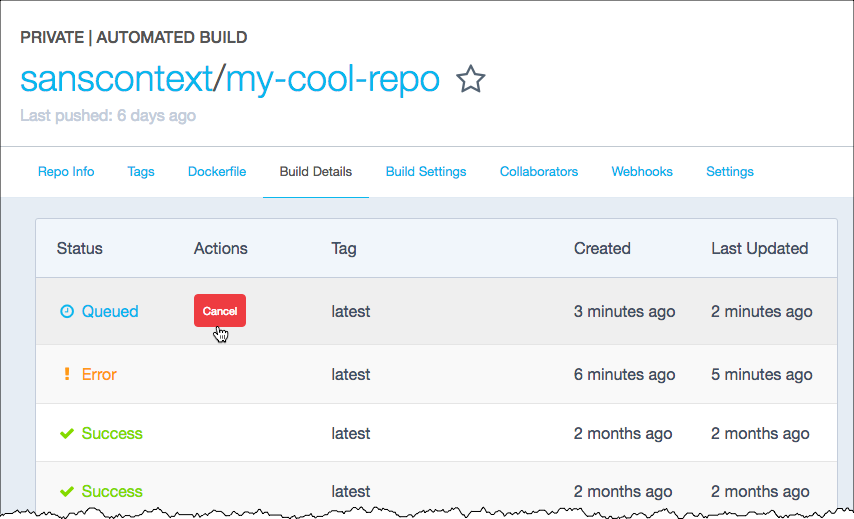 PRIVATE | AUTOMATED BUILD
sanscontext/my-cool-repo
Last pushed: 6 days ago
Repo Info Tags Dockerfile Build Details Build Settings Collaborators Webhooks Settings
Status Actions Tag Created Last Updated
Queued Cancel latest 3 minutes ago 2 minutes ago
Error latest 6 minutes ago 5 minutes ago
Success latest 2 months ago 2 months ago
Success latest 2 months ago 2 months ago